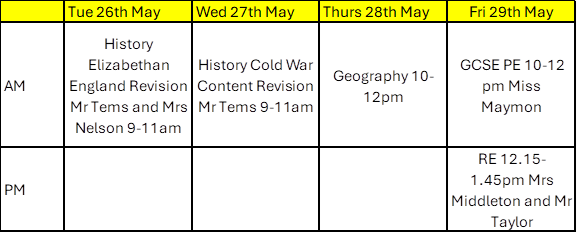 Tue 26th May Wed 27th May Thurs 28th May Fri 29th May
AM
History
Elizabethan
England Revision
Mr Tems and Mrs
Nelson 9-11am
History Cold War
Content Revision
Mr Tems 9-11am
Geography 10-
12pm
GCSE PE 10-12
pm Miss
Maymon
PM
RE 12.15-
1.45pm Mrs
Middleton and Mr
Taylor